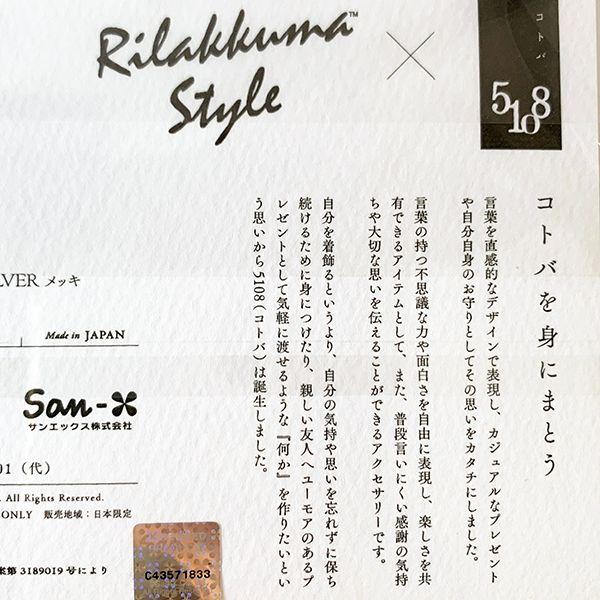 Rilakkuma™
Style
×
コトバ
5108
コトバを身にまとう
言葉を直感的なデザインで表現し、カジュアルなプレゼント
や自分自身のお守りとしてその思いをカタチにしました。
言葉の持つ不思議な力や面白さを自由に表現し、楽しさを共
有できるアイテムとして、また、普段言いにくい感謝の気持
ちや大切な思いを伝えることができるアクセサリーです。
自分を着飾るというより、自分の気持や思いを忘れずに保ち
続けるために身につけたり、親しい友人へユーモアのあるプ
レゼントとして気軽に渡せるような『何か』を作りたいとい
う思いから5108(コトバ)は誕生しました。
LVER メッキ
Made in JAPAN
San-X
サンエックス株式会社
01(代)
. All Rights Reserved.
ONLY 販売地域:日本限定
案第 3189019 号により
C43571833